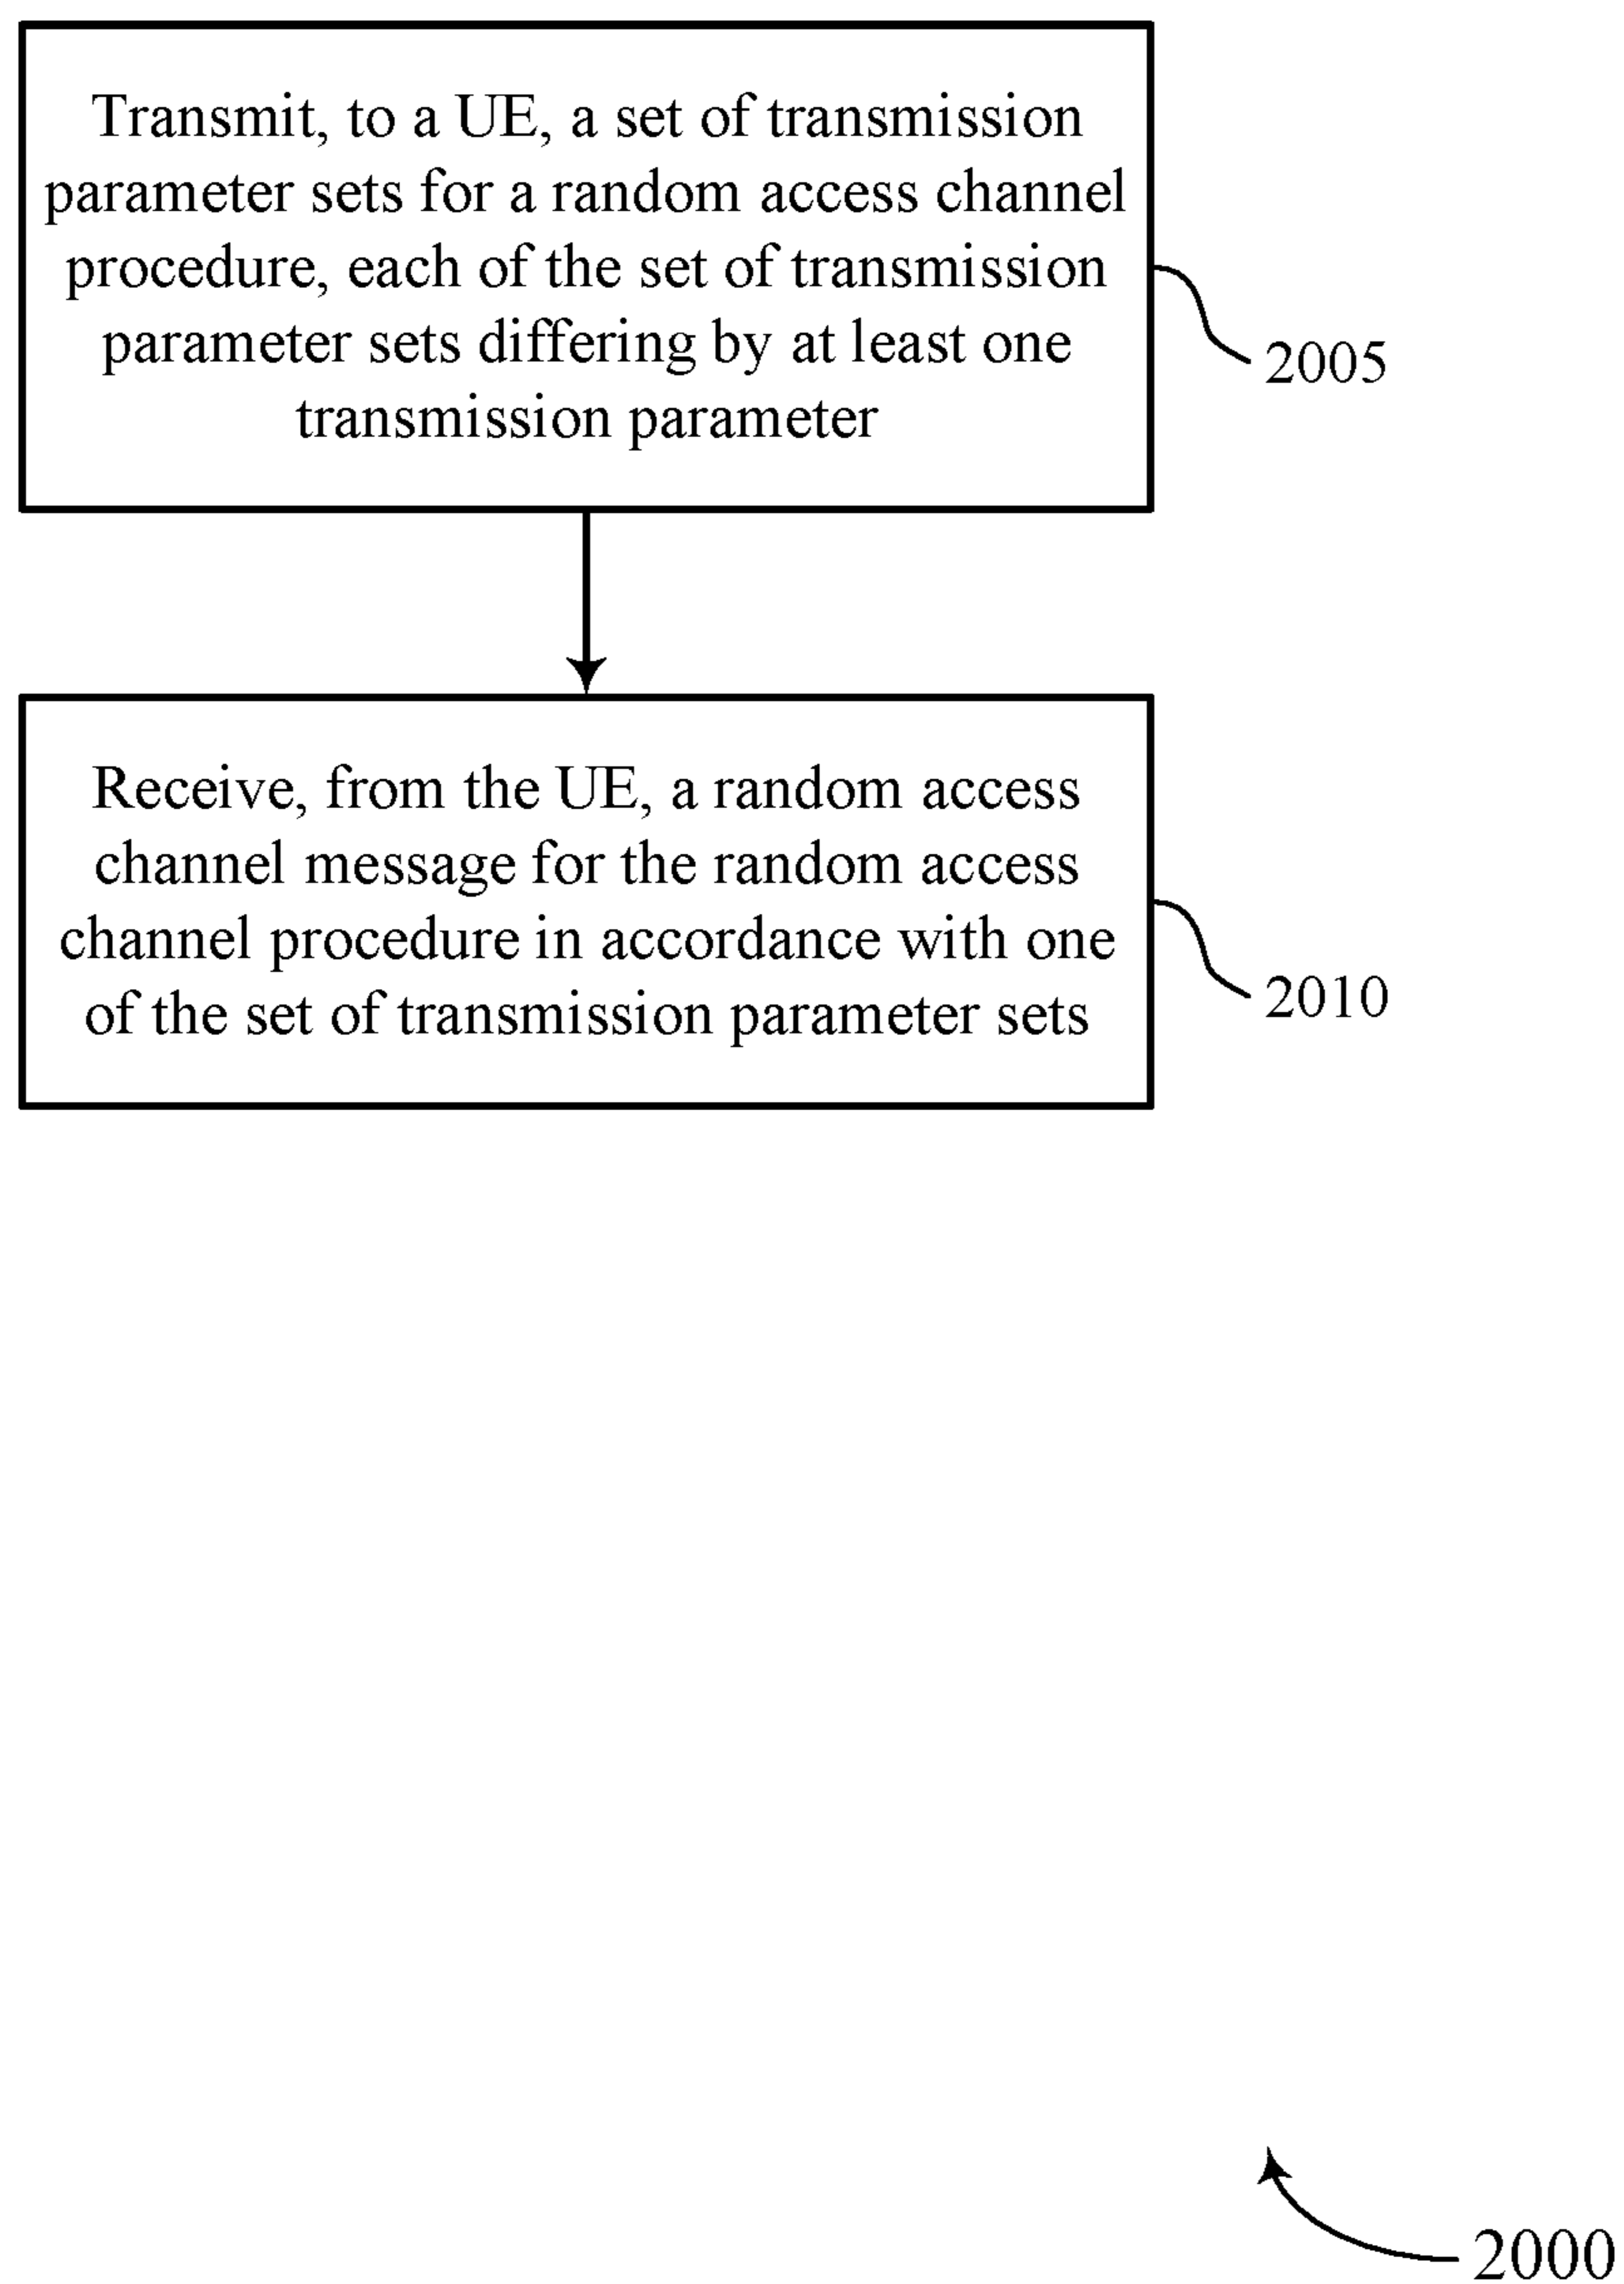 Transmit, to a UE, a set of transmission
parameter sets for a random access channel
procedure, each of the set of transmission
parameter sets differing by at least one
transmission parameter
2005
Receive, from the UE, a random access
channel message for the random access
channel procedure in accordance with one
of the set of transmission parameter sets
2010
2000